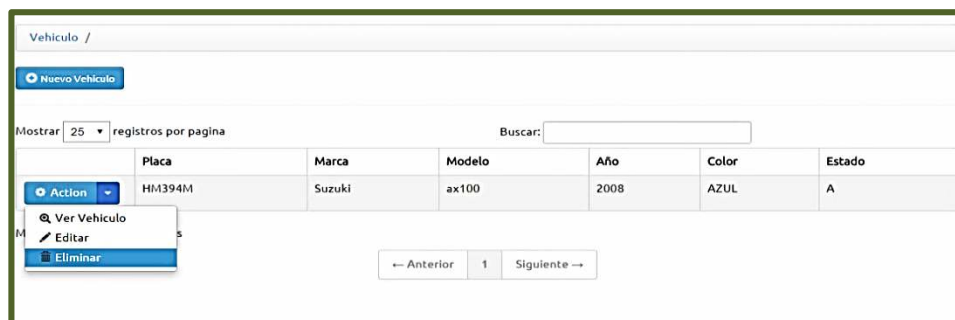 Vehiculo /
Nuevo Vehiculo
Mostrar 25 registros por pagina Buscar:
Placa Marca Modelo Año Color Estado
Action HM394M Suzuki ax100 2008 AZUL A
Ver Vehiculo
Editar
Eliminar
← Anterior 1 Siguiente →